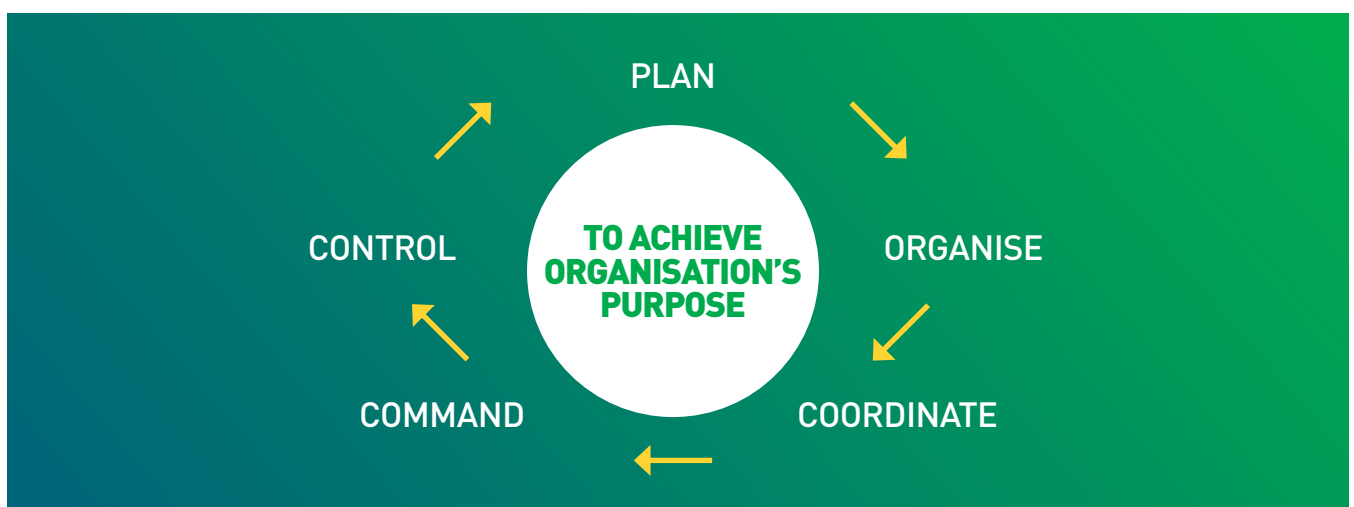 PLAN
ORGANISE
COORDINATE
COMMAND
CONTROL
TO ACHIEVE
ORGANISATION'S
PURPOSE